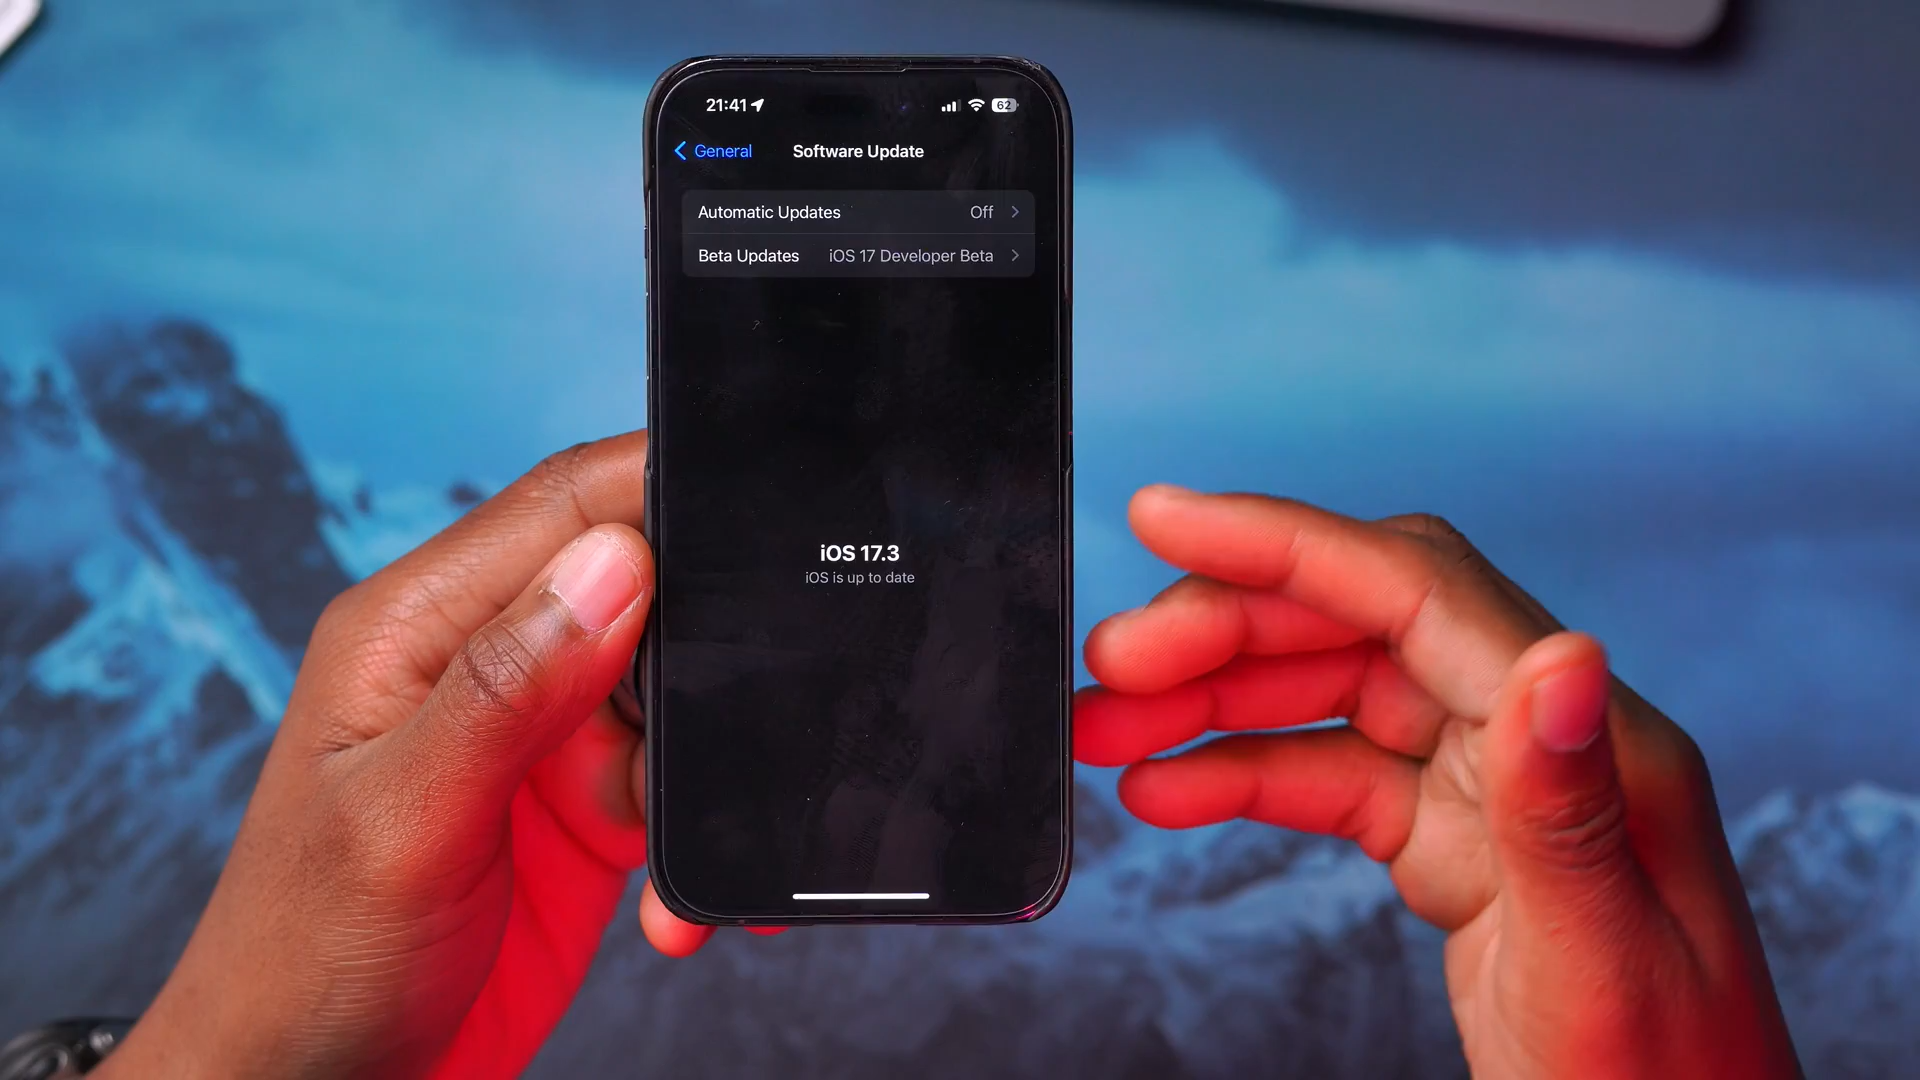 21:41 62
General Software Update
Automatic Updates Off
Beta Updates iOS 17 Developer Beta
iOS 17.3
iOS is up to date